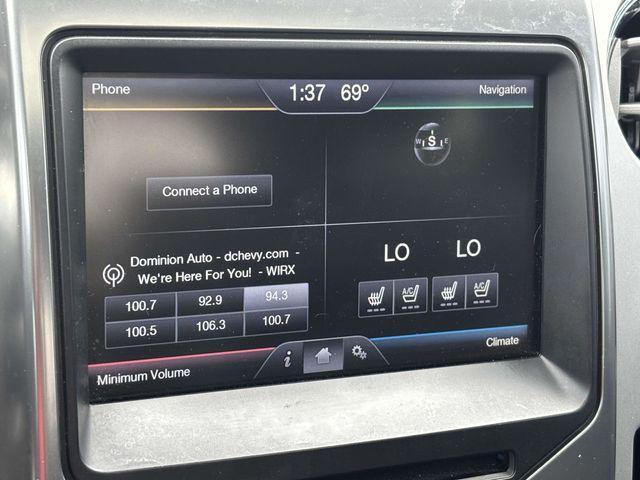 Phone
1:37 69°
Navigation
W S E
Connect a Phone
Dominion Auto - dchevy.com -
We're Here For You! - WIRX
LO LO
100.7 92.9 94.3
100.5 106.3 100.7
A/C A/C
Minimum Volume
i
Climate